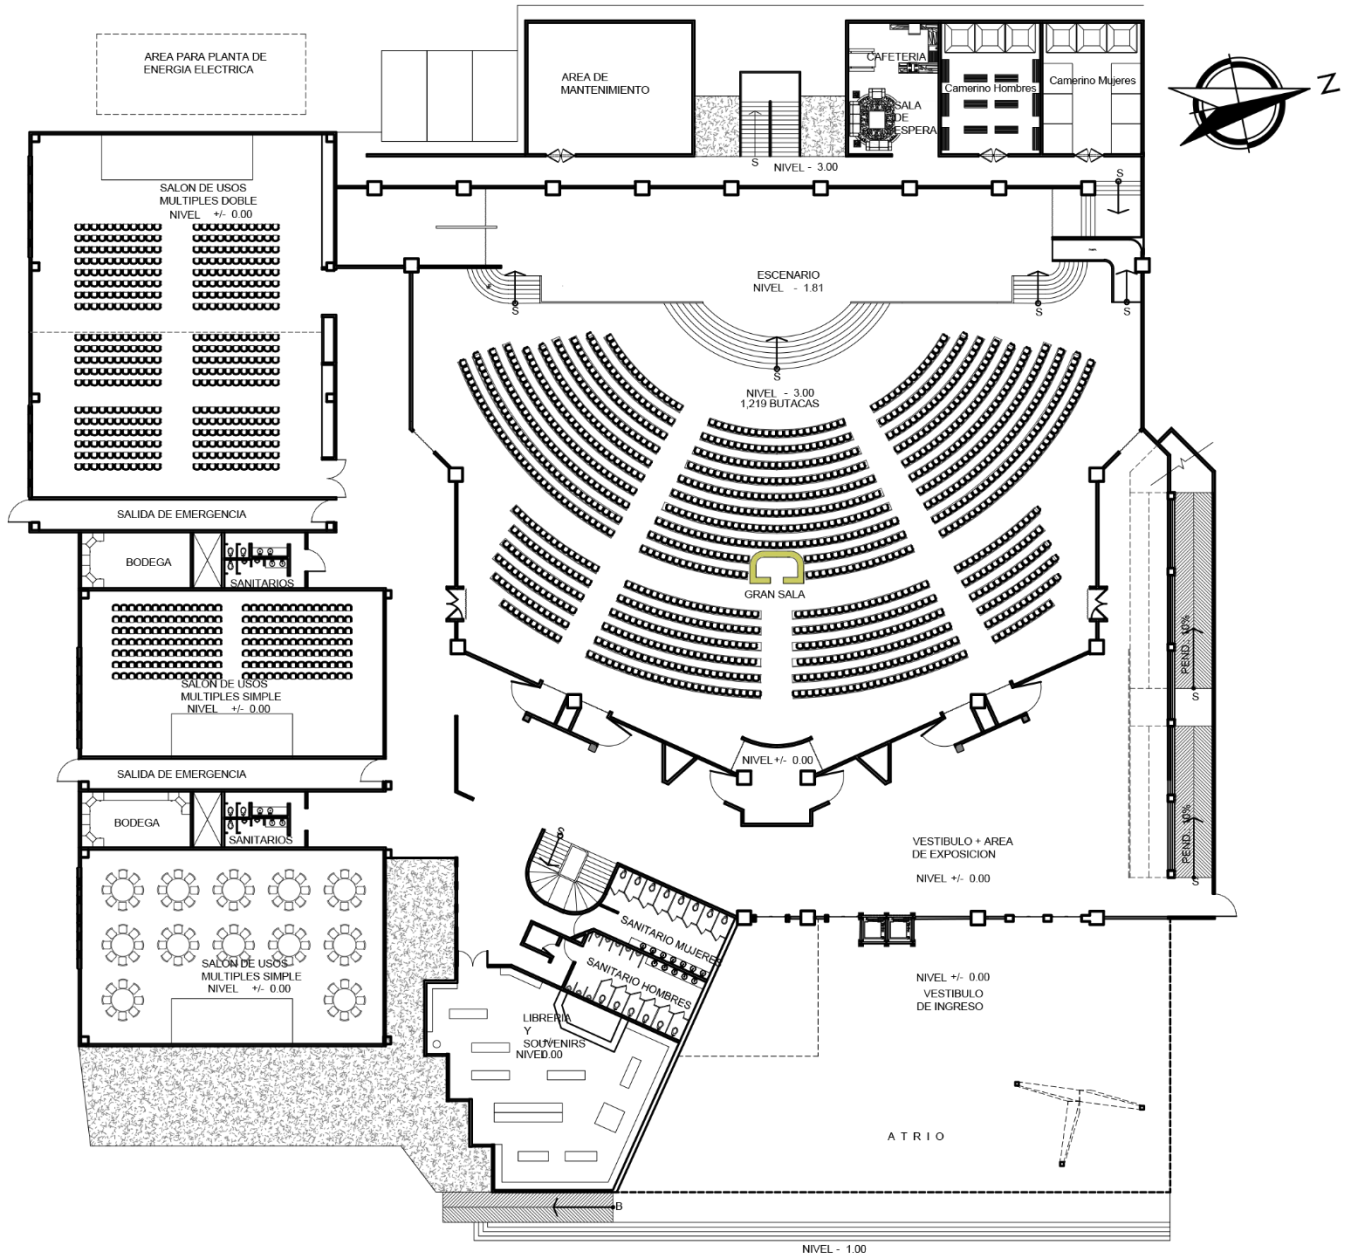 AREA PARA PLANTA DE
ENERGIA ELECTRICA
AREA DE
MANTENIMIENTO
CAFETERIA
SALA
DE
ESPERA
Camerino Hombres
Camerino Mujeres
N
S
NIVEL - 3.00
S
SALON DE USOS
MULTIPLES DOBLE
NIVEL +/- 0.00
ESCENARIO
NIVEL - 1.81
S
S
S
S
NIVEL - 3.00
1,219 BUTACAS
SALIDA DE EMERGENCIA
BODEGA
SANITARIOS
GRAN SALA
PEND.. 10%
S
SALON DE USOS
MULTIPLES SIMPLE
NIVEL +/- 0.00
SALIDA DE EMERGENCIA
NIVEL+/- 0.00
BODEGA
SANITARIOS
S
VESTIBULO + AREA
DE EXPOSICION
NIVEL +/- 0.00
PEND.. 10%
S
SANITARIO MUJERES
SANITARIO HOMBRES
SALON DE USOS
MULTIPLES SIMPLE
NIVEL +/- 0.00
NIVEL +/- 0.00
VESTIBULO
DE INGRESO
LIBRERIA
Y
SOUVENIRS
NIVEL 0.00
ATRIO
B
NIVEL - 1.00